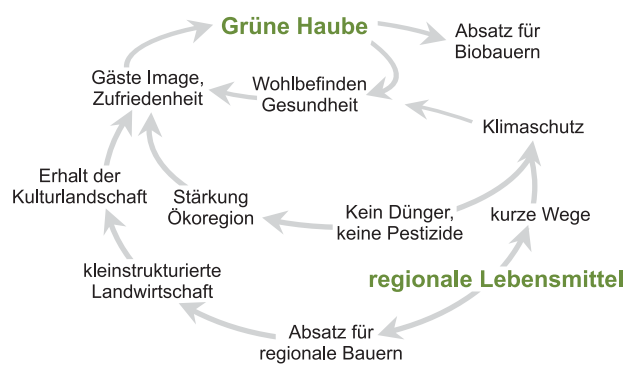 Grüne Haube
Absatz für
Biobauern
Gäste Image,
Zufriedenheit
Wohlbefinden
Gesundheit
Klimaschutz
Erhalt der
Kulturlandschaft
Stärkung
Ökoregion
Kein Dünger,
keine Pestizide
kurze Wege
kleinstrukturierte
Landwirtschaft
regionale Lebensmittel
Absatz für
regionale Bauern